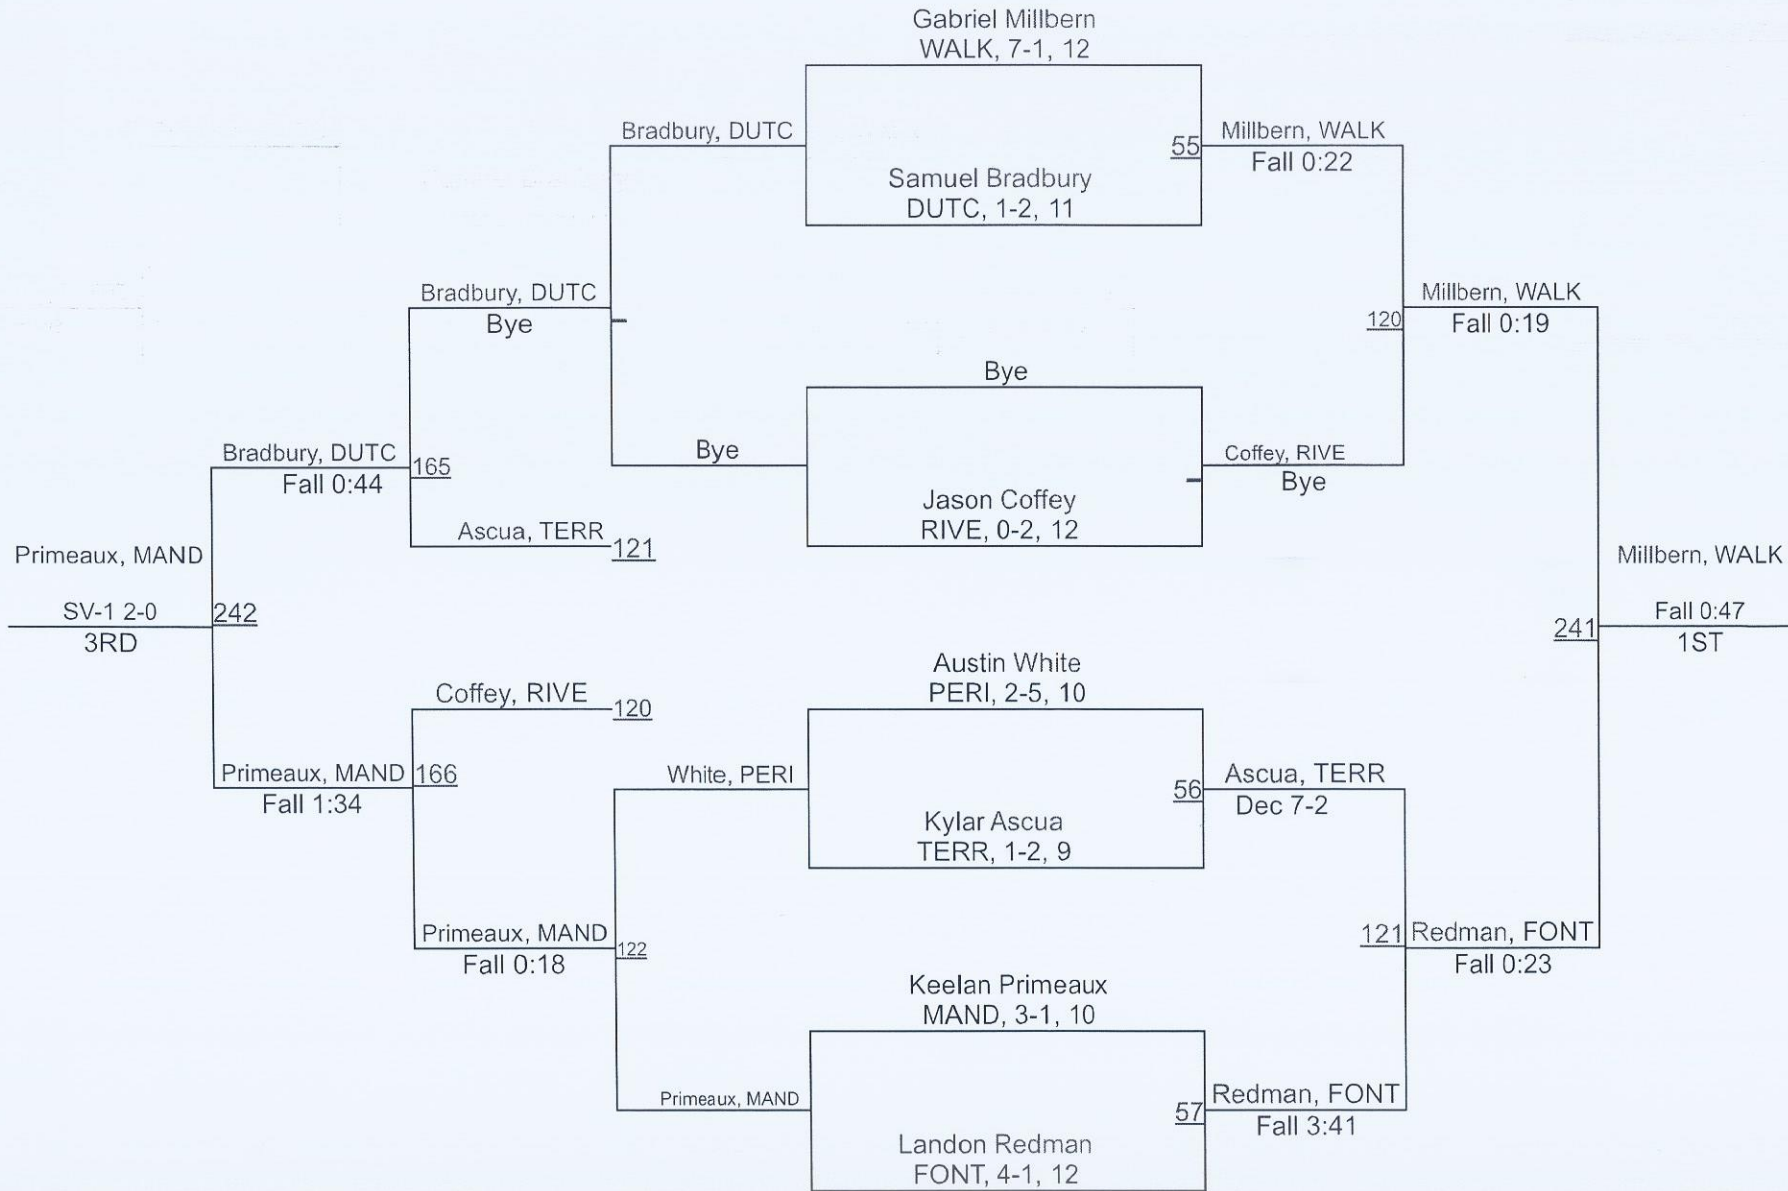 Gabriel Millbern
WALK, 7-1, 12
Bradbury, DUTC
55
Millbern, WALK
Fall 0:22
Samuel Bradbury
DUTC, 1-2, 11
Bradbury, DUTC
Bye
Millbern, WALK
120
Fall 0:19
Bye
Bradbury, DUTC
165
Fall 0:44
Bye
Coffey, RIVE
Bye
Jason Coffey
RIVE, 0-2, 12
Ascua, TERR
121
Primeaux, MAND
Millbern, WALK
SV-1 2-0
242
3RD
Fall 0:47
241
1ST
Austin White
PERI, 2-5, 10
Coffey, RIVE
120
Primeaux, MAND
166
Fall 1:34
White, PERI
56
Ascua, TERR
Dec 7-2
Kylar Ascua
TERR, 1-2, 9
Primeaux, MAND
122
Fall 0:18
121
Redman, FONT
Fall 0:23
Keelan Primeaux
MAND, 3-1, 10
Primeaux, MAND
57
Redman, FONT
Fall 3:41
Landon Redman
FONT, 4-1, 12